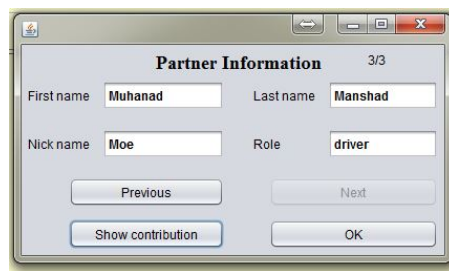 Partner Information 3/3
First name Muhanad Last name Manshad
Nick name Moe Role driver
Previous Next
Show contribution OK